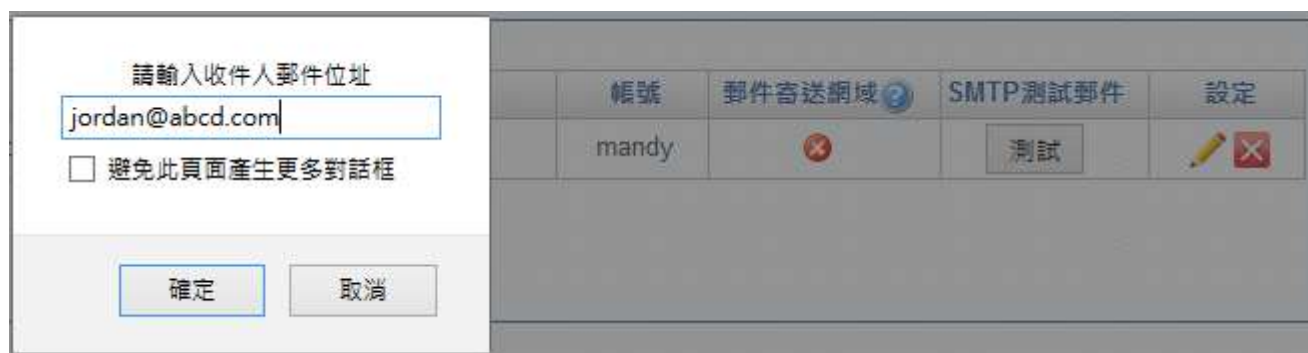 請輸入收件人郵件位址
jordan@abcd.com
避免此頁面產生更多對話框
確定 取消
帳號 郵件寄送網域 SMTP測試郵件 設定
mandy 測試